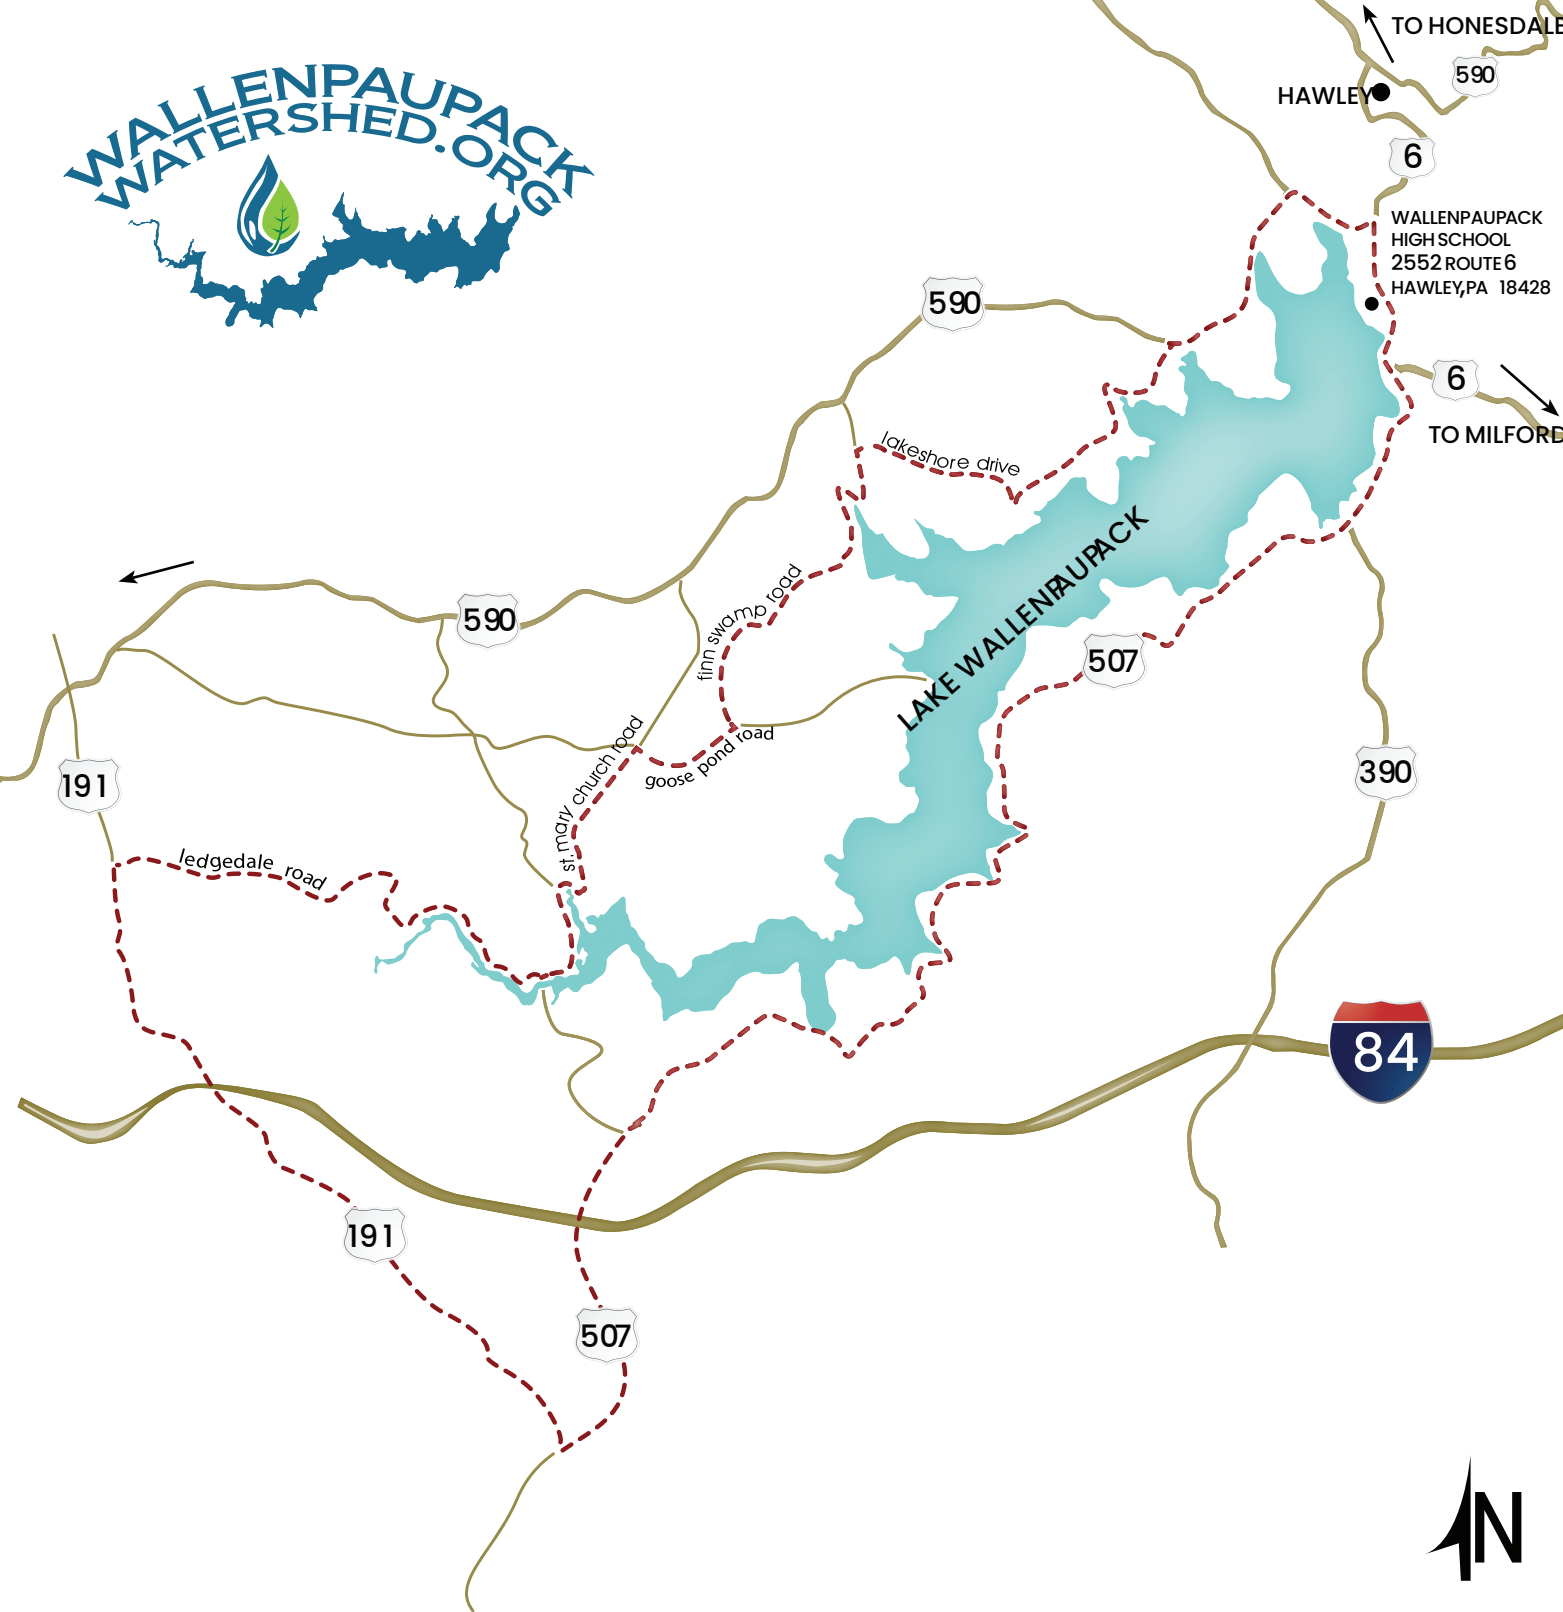 WALLENPAUPACK
WATERSHED.ORG
TO HONESDALE
590
HAWLEY
6
WALLENPAUPACK
HIGH SCHOOL
2552 ROUTE 6
HAWLEY,PA 18428
590
6
TO MILFORD
lakeshore drive
LAKE WALLENPAUPACK
finn swamp road
590
507
st. mary church road
goose pond road
191
390
ledgedale road
84
191
507
N